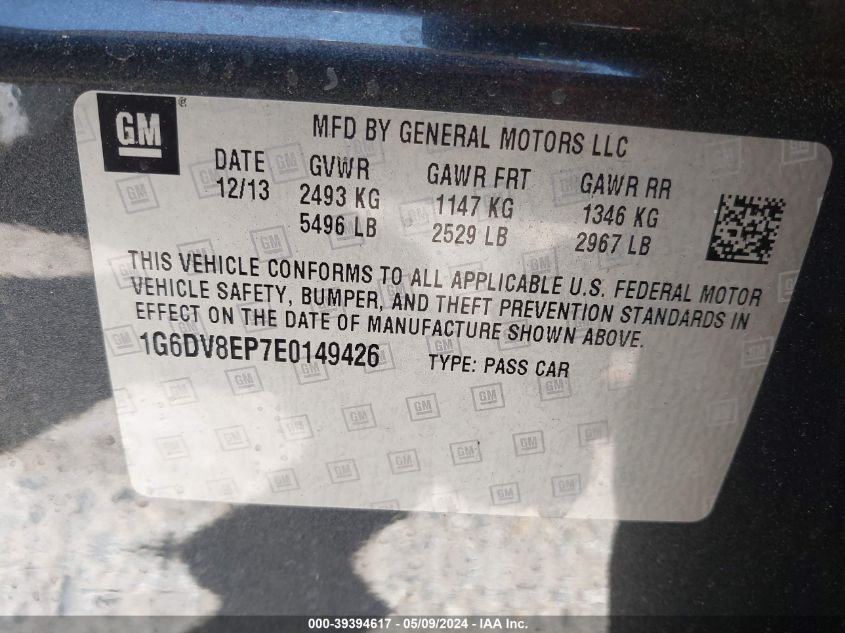 GM ®
MFD BY GENERAL MOTORS LLC
DATE GVWR GAWR FRT GAWR RR
12/13 2493 KG 1147 KG 1346 KG
5496 LB 2529 LB 2967 LB
THIS VEHICLE CONFORMS TO ALL APPLICABLE U.S. FEDERAL MOTOR
VEHICLE SAFETY, BUMPER, AND THEFT PREVENTION STANDARDS IN
EFFECT ON THE DATE OF MANUFACTURE SHOWN ABOVE.
1G6DV8EP7E0149426 TYPE: PASS CAR
000-39394617 - 05/09/2024 - IAA Inc.